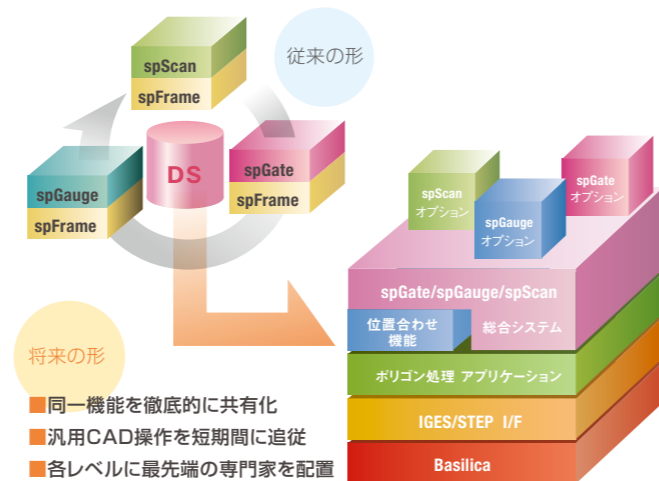 従来の形
spScan
spFrame
DS
spGauge
spFrame
spGate
spFrame
将来の形
■同一機能を徹底的に共有化
■汎用CAD操作を短期間に追従
■各レベルに最先端の専門家を配置
spScan
オプション
spGauge
オプション
spGate
オプション
spGate/spGauge/spScan
位置合わせ
機能
総合システム
ポリゴン処理 アプリケーション
IGES/STEP I/F
Basilica